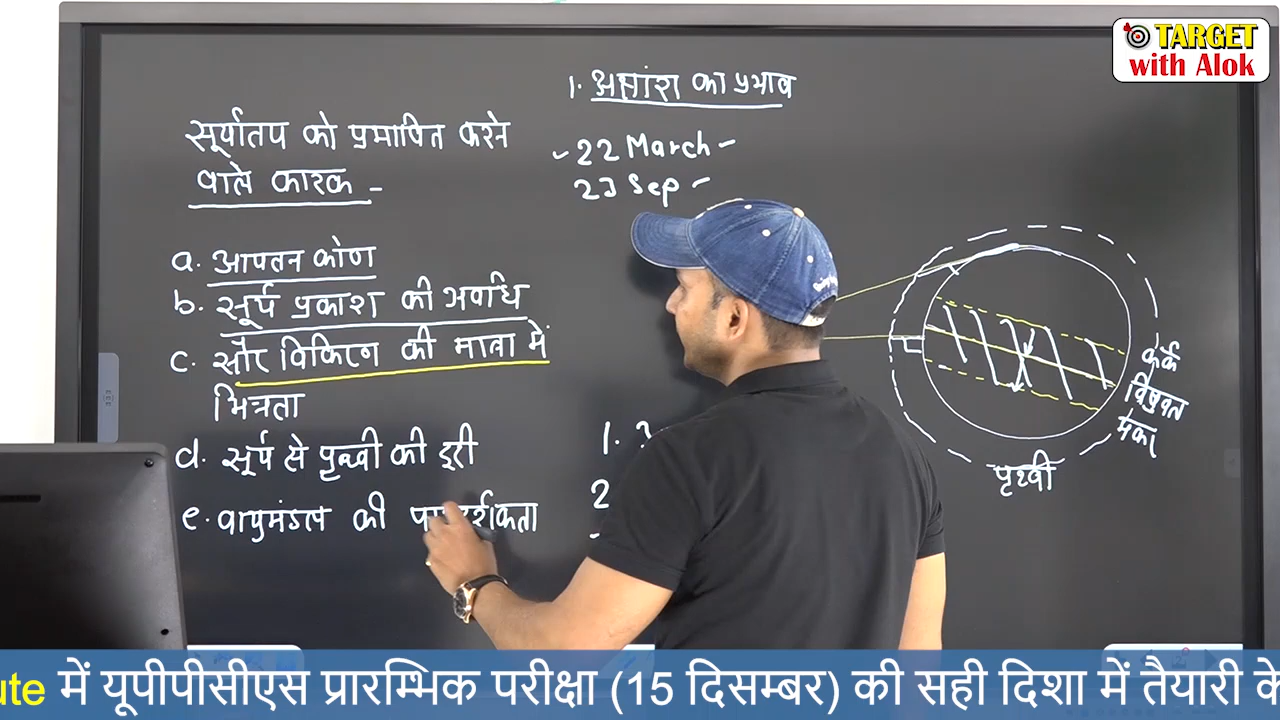 TARGET
with Alok
1. अक्षांश का प्रभाव
सूर्यातप को प्रभावित करने
वाले कारक -
- 22 March -
23 Sep -
a. आपतन कोण
b. सूर्य प्रकाश की अवधि
c. सौर विकिरण की मात्रा में
भिन्नता
d. सूर्य से पृथ्वी की दूरी
e. वायुमंडल की
1.
2
कर्क
विषुवत
मकर
पृथ्वी
ute में यूपीपीसीएस प्रारम्भिक परीक्षा (15 दिसम्बर) की सही दिशा में तैयारी के